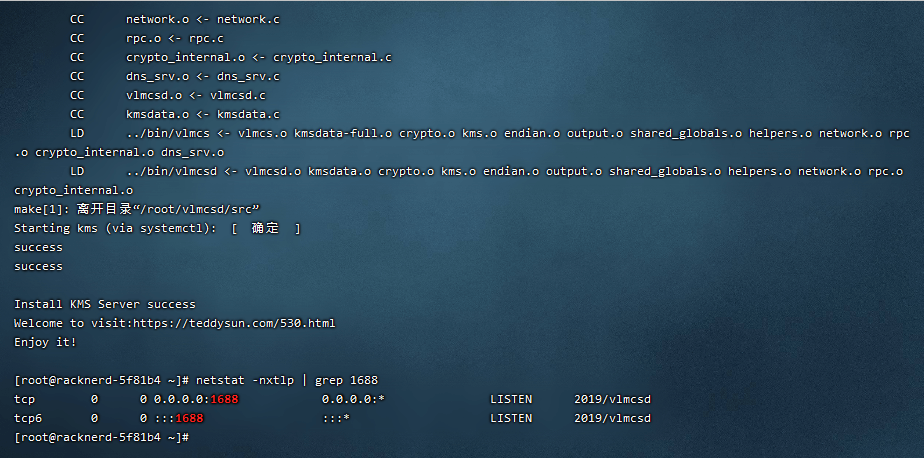 CC network.o <- network.c
CC rpc.o <- rpc.c
CC crypto_internal.o <- crypto_internal.c
CC dns_srv.o <- dns_srv.c
CC vlmcsd.o <- vlmcsd.c
CC kmsdata.o <- kmsdata.c
LD ../bin/vlmcs <- vlmcs.o kmsdata-full.o crypto.o kms.o endian.o output.o shared_globals.o helpers.o network.o rpc
.o crypto_internal.o dns_srv.o
LD ../bin/vlmcsd <- vlmcsd.o kmsdata.o crypto.o kms.o endian.o output.o shared_globals.o helpers.o network.o rpc.o
crypto_internal.o
make[1]: 离开目录“/root/vlmcsd/src”
Starting kms (via systemctl): [ 确定 ]
success
success
Install KMS Server success
Welcome to visit:https://teddysun.com/530.html
Enjoy it!
[root@racknerd-5f81b4 ~]# netstat -nxtlp | grep 1688
tcp 0 0 0.0.0.0:1688 0.0.0.0:* LISTEN 2019/vlmcsd
tcp6 0 0 :::1688 :::* LISTEN 2019/vlmcsd
[root@racknerd-5f81b4 ~]#